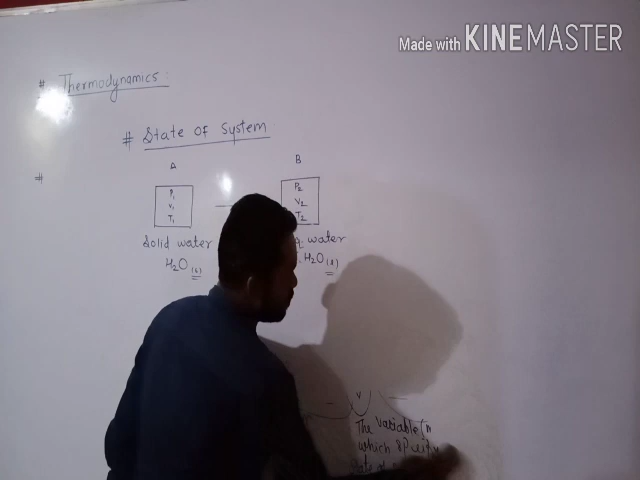 Made with KINEMASTER
# Thermodynamics:
# State of System
#
A
B
P₁
V₁
T₁
P₂
V₂
T₂
Solid water
water
H₂O(s)
H₂O(l)
V
The Variable
which